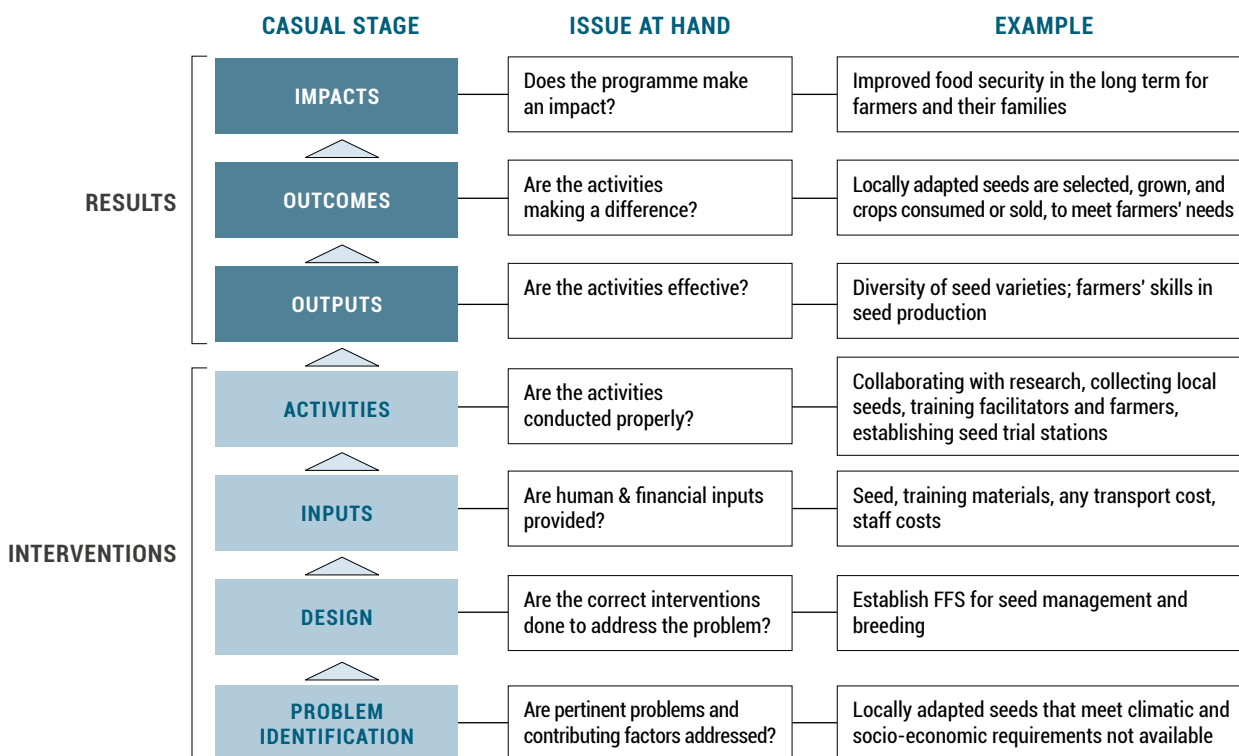 CASUAL STAGE
ISSUE AT HAND
EXAMPLE
RESULTS
IMPACTS
Does the programme make
an impact?
Improved food security in the long term for
farmers and their families
OUTCOMES
Are the activities
making a difference?
Locally adapted seeds are selected, grown, and
crops consumed or sold, to meet farmers' needs
OUTPUTS
Are the activities effective?
Diversity of seed varieties; farmers' skills in
seed production
INTERVENTIONS
ACTIVITIES
Are the activities
conducted properly?
Collaborating with research, collecting local
seeds, training facilitators and farmers,
establishing seed trial stations
INPUTS
Are human & financial inputs
provided?
Seed, training materials, any transport cost,
staff costs
DESIGN
Are the correct interventions
done to address the problem?
Establish FFS for seed management and
breeding
PROBLEM
IDENTIFICATION
Are pertinent problems and
contributing factors addressed?
Locally adapted seeds that meet climatic and
socio-economic requirements not available